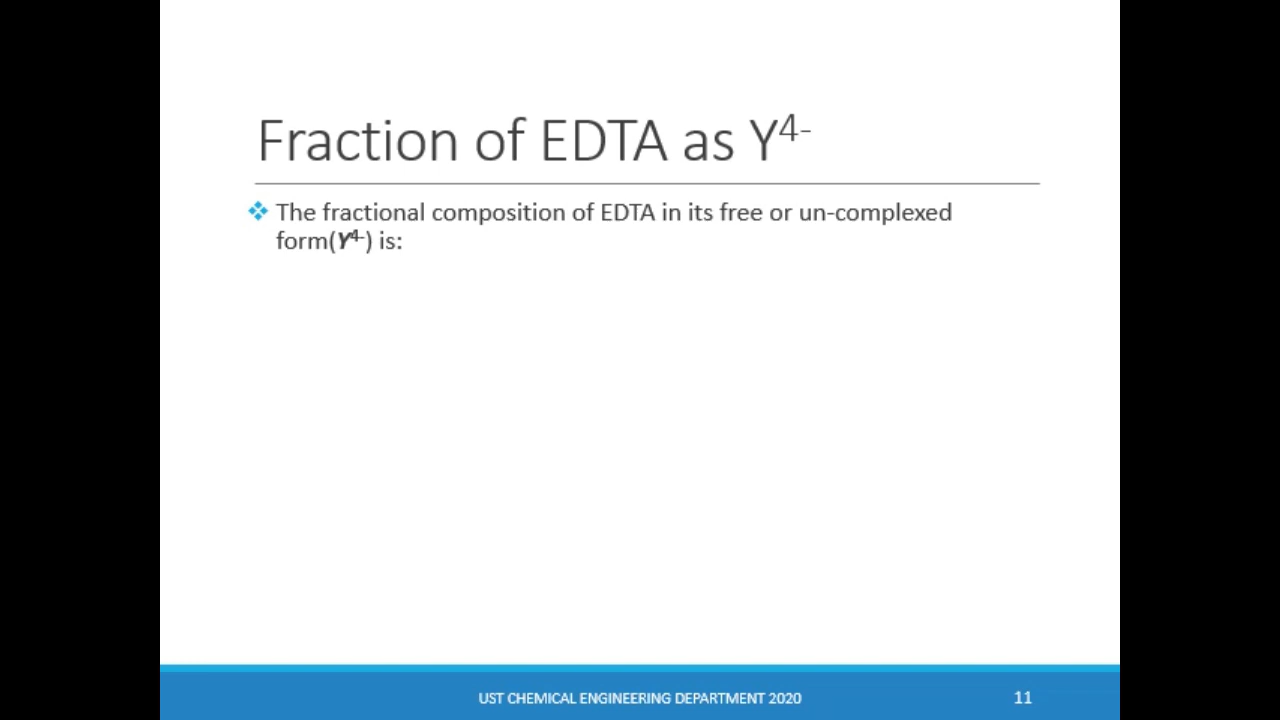 Fraction of EDTA as Y⁴⁻
❖ The fractional composition of EDTA in its free or un-complexed
form(Y⁴⁻) is:
UST CHEMICAL ENGINEERING DEPARTMENT 2020
11